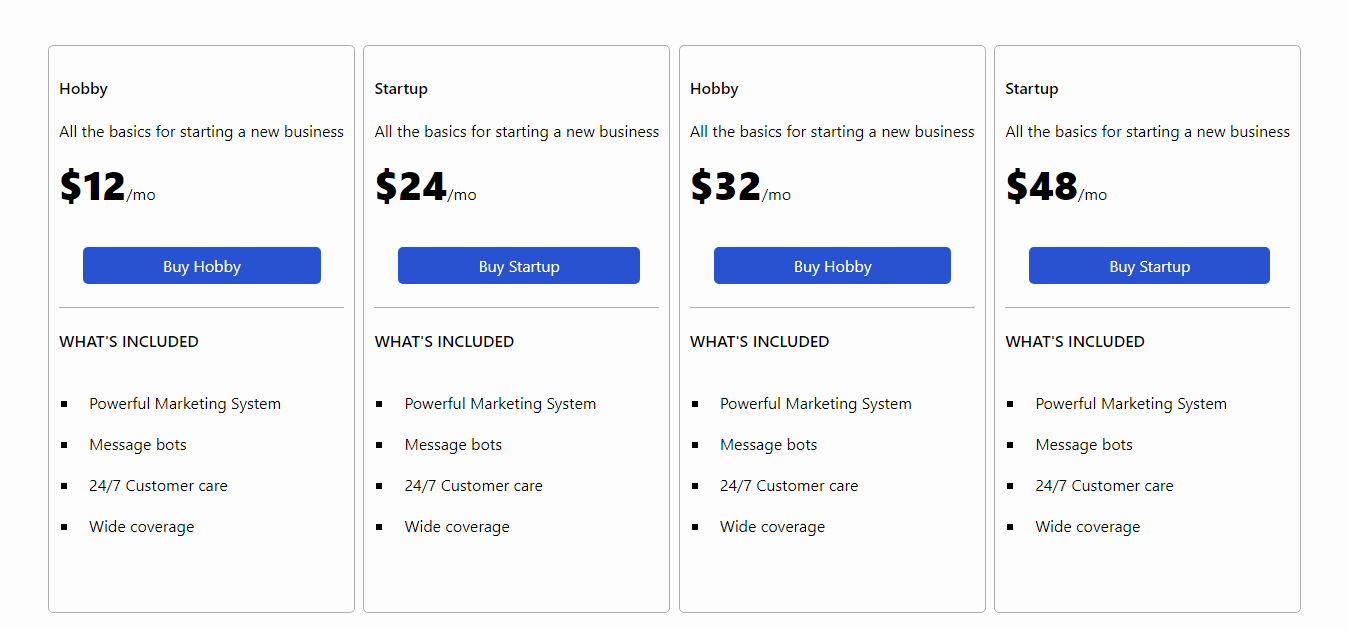 Hobby
All the basics for starting a new business
$12/mo
Buy Hobby
WHAT'S INCLUDED
Powerful Marketing System
Message bots
24/7 Customer care
Wide coverage
Startup
All the basics for starting a new business
$24/mo
Buy Startup
WHAT'S INCLUDED
Powerful Marketing System
Message bots
24/7 Customer care
Wide coverage
Hobby
All the basics for starting a new business
$32/mo
Buy Hobby
WHAT'S INCLUDED
Powerful Marketing System
Message bots
24/7 Customer care
Wide coverage
Startup
All the basics for starting a new business
$48/mo
Buy Startup
WHAT'S INCLUDED
Powerful Marketing System
Message bots
24/7 Customer care
Wide coverage